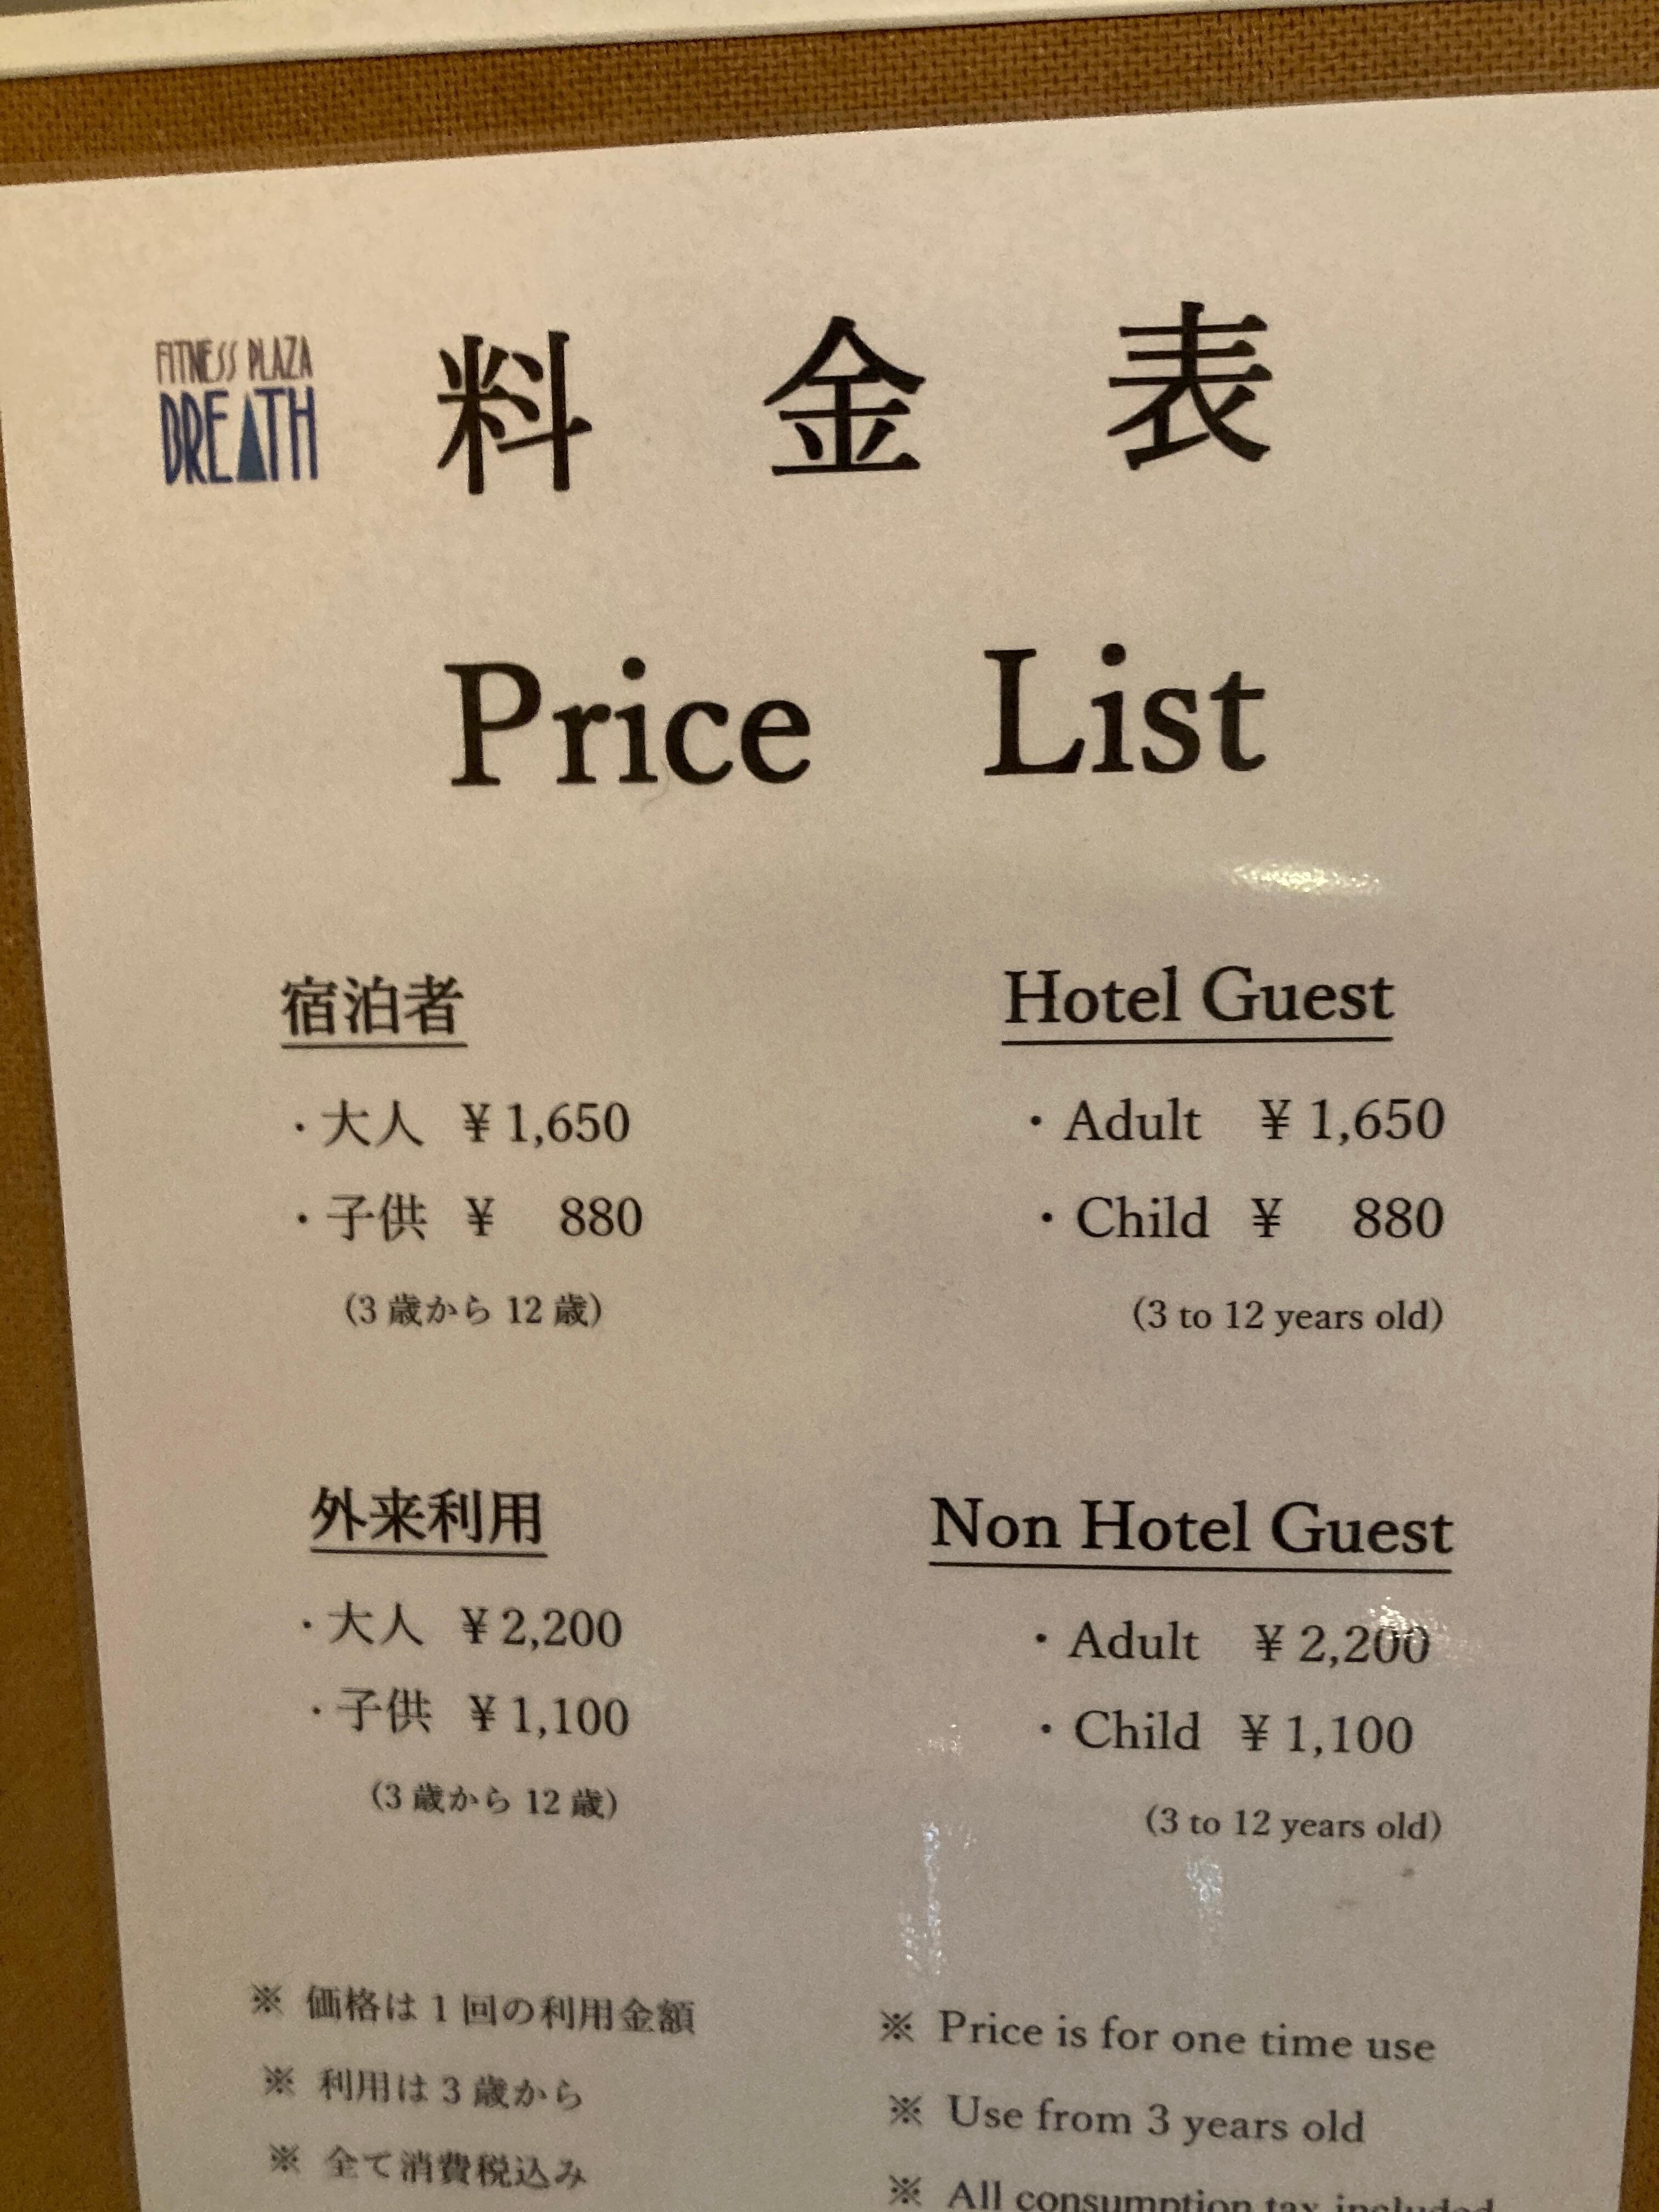 FITNESS PLAZA
BREATH
料 金 表
Price List
宿泊者
・大人 ¥1,650
・子供 ¥ 880
(3歳から12歳)
Hotel Guest
・Adult ¥1,650
・Child ¥ 880
(3 to 12 years old)
外来利用
・大人 ¥2,200
・子供 ¥1,100
(3歳から12歳)
Non Hotel Guest
・Adult ¥2,200
・Child ¥1,100
(3 to 12 years old)
※ 価格は1回の利用金額
※ 利用は3歳から
※ 全て消費税込み
※ Price is for one time use
※ Use from 3 years old
※ All consumption tax included